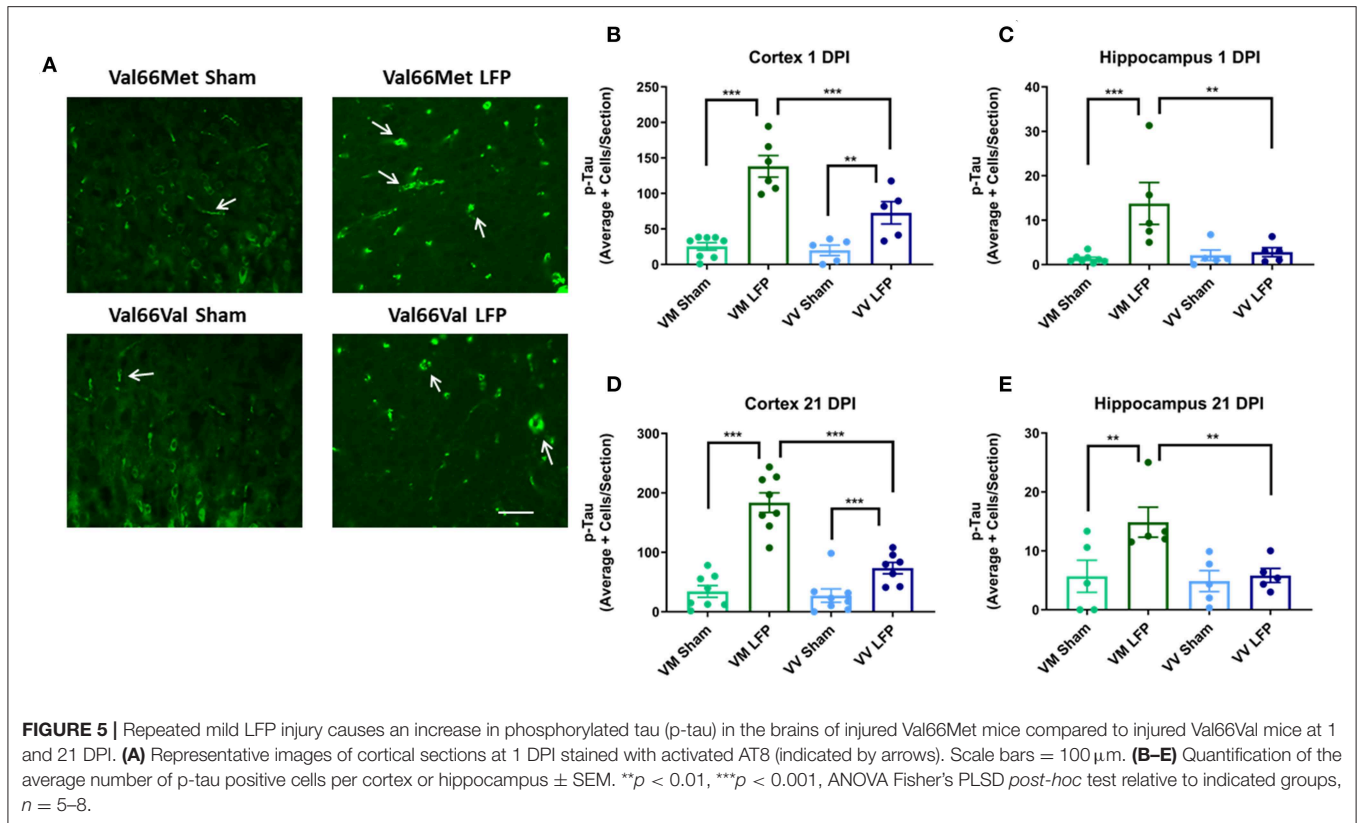 A
Val66Met Sham
Val66Met LFP
Val66Val Sham
Val66Val LFP
B
Cortex 1 DPI
p-Tau
(Average + Cells/Section)
250
200
150
100
50
0
***
***
**
VM Sham
VM LFP
VV Sham
VV LFP
C
Hippocampus 1 DPI
p-Tau
(Average + Cells/Section)
40
30
20
10
0
***
**
VM Sham
VM LFP
VV Sham
VV LFP
D
Cortex 21 DPI
p-Tau
(Average + Cells/Section)
300
200
100
0
***
***
***
VM Sham
VM LFP
VV Sham
VV LFP
E
Hippocampus 21 DPI
p-Tau
(Average + Cells/Section)
30
20
10
0
**
**
VM Sham
VM LFP
VV Sham
VV LFP
FIGURE 5 | Repeated mild LFP injury causes an increase in phosphorylated tau (p-tau) in the brains of injured Val66Met mice compared to injured Val66Val mice at 1
and 21 DPI. (A) Representative images of cortical sections at 1 DPI stained with activated AT8 (indicated by arrows). Scale bars = 100 μm. (B–E) Quantification of the
average number of p-tau positive cells per cortex or hippocampus ± SEM. **p < 0.01, ***p < 0.001, ANOVA Fisher's PLSD post-hoc test relative to indicated groups,
n = 5–8.